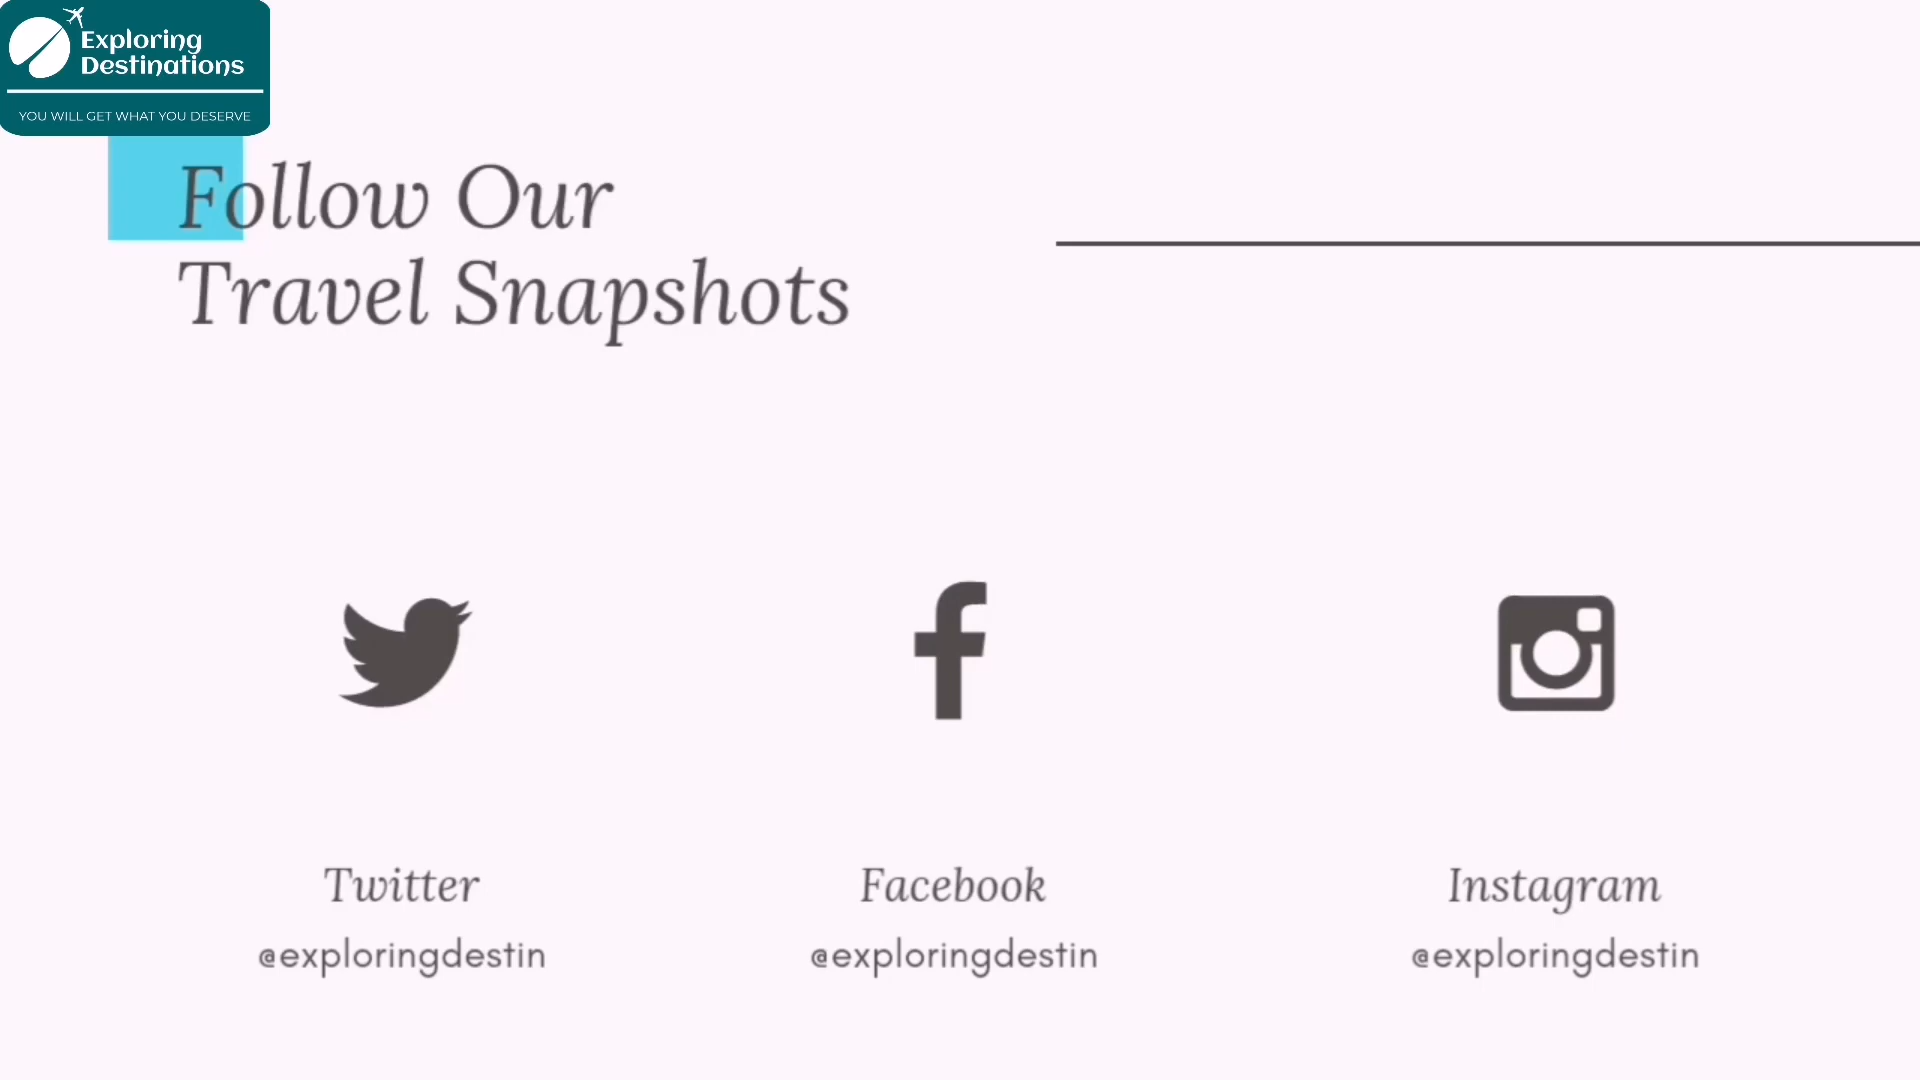 Exploring
Destinations
YOU WILL GET WHAT YOU DESERVE
Follow Our
Travel Snapshots
Twitter
@exploringdestin
Facebook
@exploringdestin
Instagram
@exploringdestin